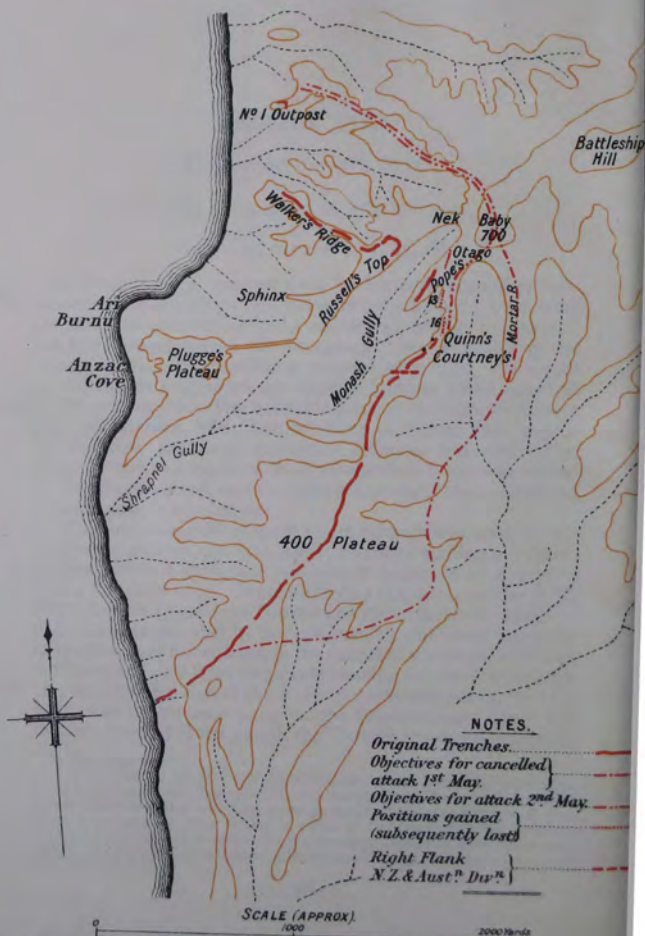 Nº 1 Outpost
Battleship
Hill
Walker's Ridge
Nek
Baby
700
Otago
Russell's Top
Pope's
Sphinx
13
16
Mortar R.
Ari
Burnu
Quinn's
Courtney's
Monash Gully
Plugge's
Plateau
Anzac
Cove
Shrapnel Gully
400 Plateau
NOTES.
Original Trenches
Objectives for cancelled
attack 1st May.
Objectives for attack 2nd May.
Positions gained
(subsequently lost)
Right Flank
N.Z. & Austn. Divn.
SCALE (APPROX).
0 1000 2000 Yards